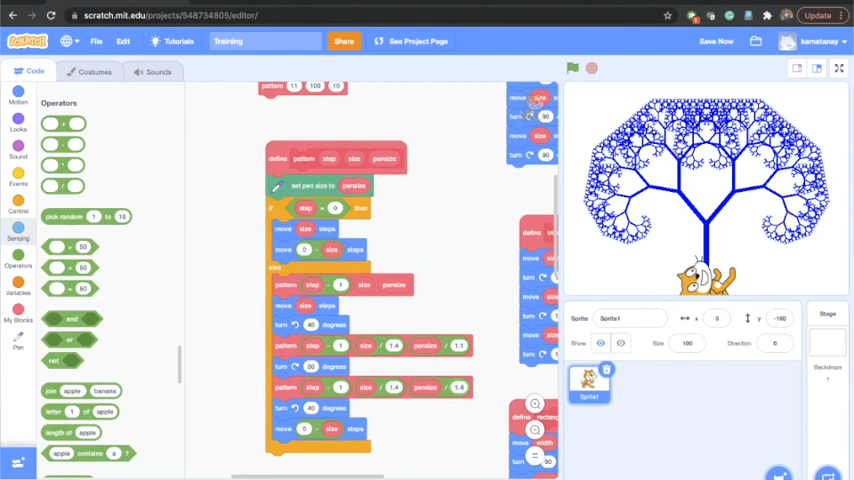 scratch.mit.edu/projects/548734805/editor/
Update
SCRATCH File Edit Tutorials Training Share See Project Page Save Now kamatanay
Code Costumes Sounds
Motion
Looks
Sound
Events
Control
Sensing
Operators
Variables
My Blocks
Pen
Operators
+
-
*
/
pick random 1 to 10
> 50
< 50
= 50
and
or
not
join apple banana
letter 1 of apple
length of apple
apple contains a ?
pattern 11 100 10
define pattern step size pensize
set pen size to pensize
if step = 0 then
move size steps
move 0 - size steps
else
pattern step - 1 size pensize
move size steps
turn 40 degrees
pattern step - 1 size / 1.4 pensize / 1.1
turn 80 degrees
pattern step - 1 size / 1.4 pensize / 1.4
turn 40 degrees
move 0 - size steps
move size
turn 90
move size
turn 90
define
move
turn
move
turn
move
turn
define rectang
move width
turn 90
Sprite Sprite1 x 0 y -160
Show Size 100 Direction 0
Sprite1
Stage
Backdrops
1